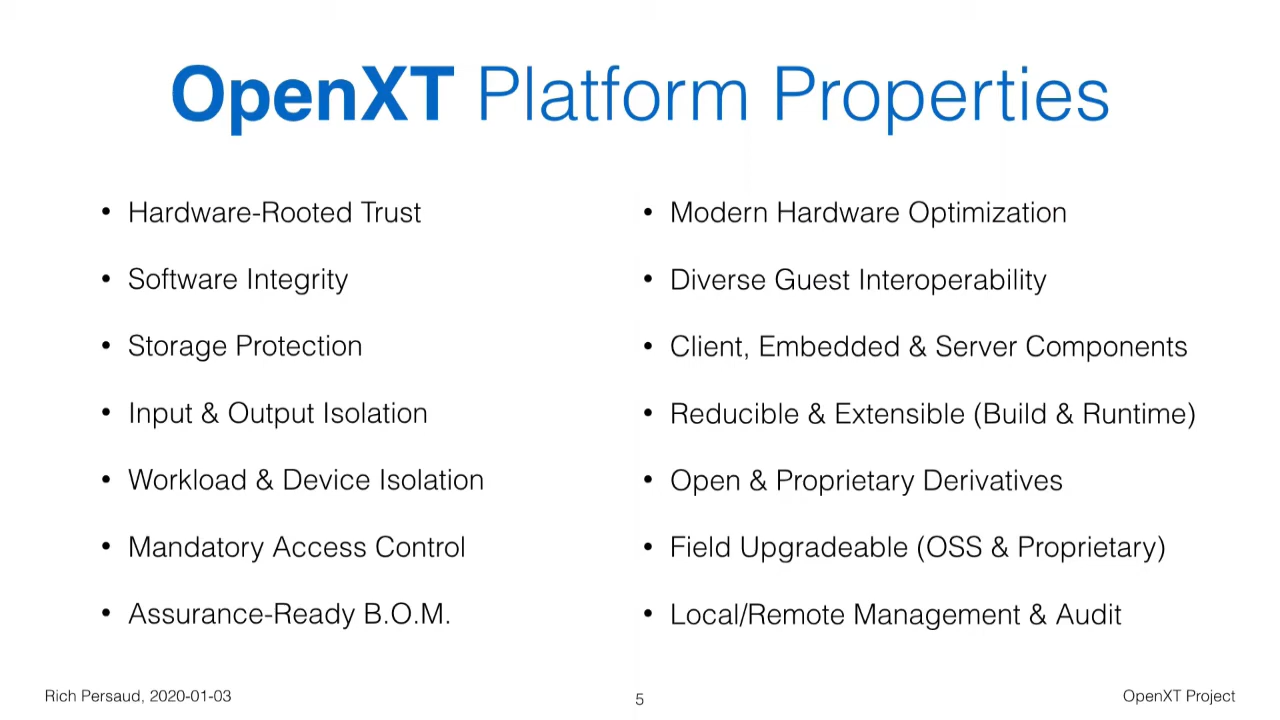 OpenXT Platform Properties
• Hardware-Rooted Trust
• Software Integrity
• Storage Protection
• Input & Output Isolation
• Workload & Device Isolation
• Mandatory Access Control
• Assurance-Ready B.O.M.
• Modern Hardware Optimization
• Diverse Guest Interoperability
• Client, Embedded & Server Components
• Reducible & Extensible (Build & Runtime)
• Open & Proprietary Derivatives
• Field Upgradeable (OSS & Proprietary)
• Local/Remote Management & Audit
Rich Persaud, 2020-01-03
5
OpenXT Project